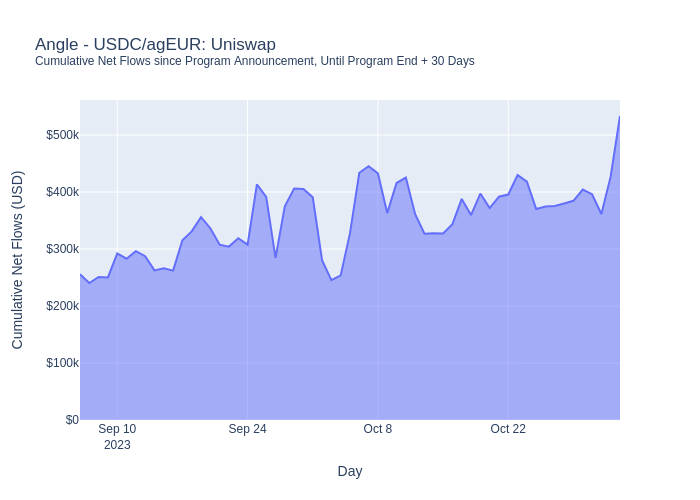 Angle - USDC/agEUR: Uniswap
Cumulative Net Flows since Program Announcement, Until Program End + 30 Days
Cumulative Net Flows (USD)
$500k
$400k
$300k
$200k
$100k
$0
Sep 10
2023
Sep 24
Oct 8
Oct 22
Day